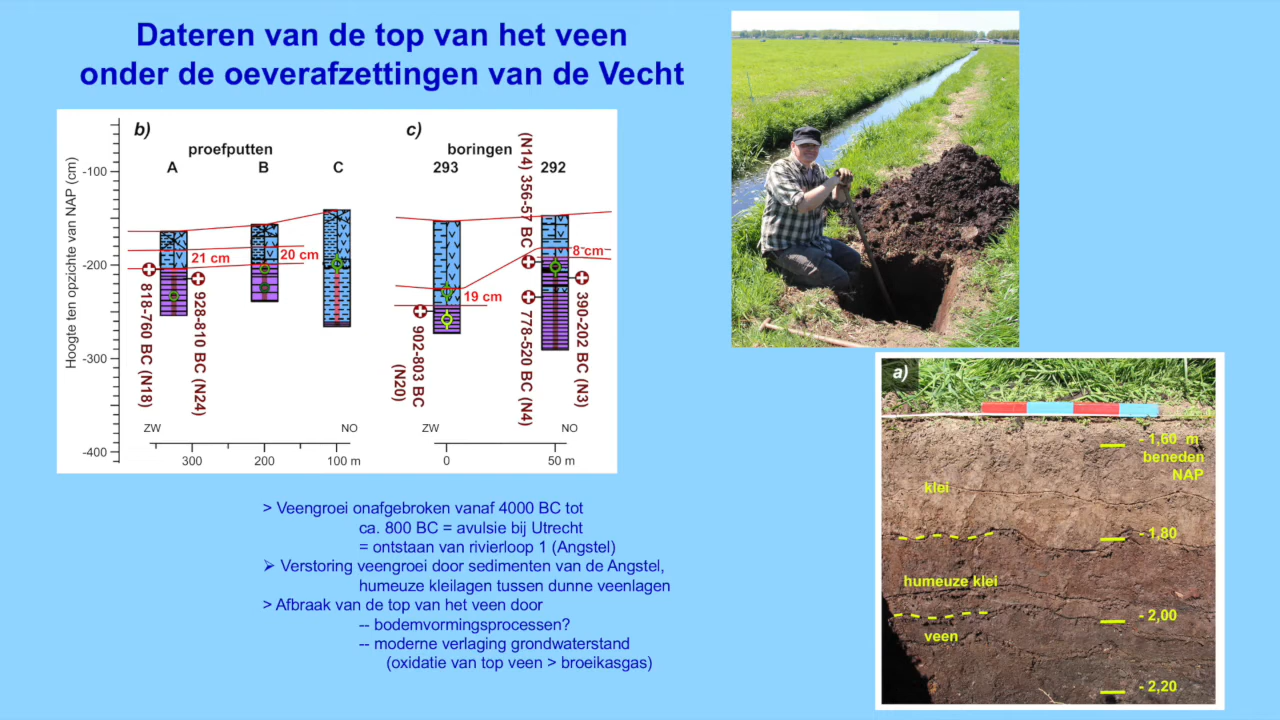 Dateren van de top van het veen
onder de oeverafzettingen van de Vecht
b)
proefputten
A B C
c)
boringen
293 292
Hoogte ten opzichte van NAP (cm)
-100
-200
-300
-400
21 cm
20 cm
19 cm
8 cm
818-760 BC (N18)
928-810 BC (N24)
902-803 BC
(N20)
(N14) 356-57 BC
778-520 BC (N4)
390-202 BC (N3)
ZW NO
300 200 100 m
ZW NO
0 50 m
> Veengroei onafgebroken vanaf 4000 BC tot
ca. 800 BC = avulsie bij Utrecht
= ontstaan van rivierloop 1 (Angstel)
➢ Verstoring veengroei door sedimenten van de Angstel,
humeuze kleilagen tussen dunne veenlagen
> Afbraak van de top van het veen door
-- bodemvormingsprocessen?
-- moderne verlaging grondwaterstand
(oxidatie van top veen > broeikasgas)
a)
- 1,60 m
beneden
NAP
klei
- 1,80
humeuze klei
- 2,00
veen
- 2,20